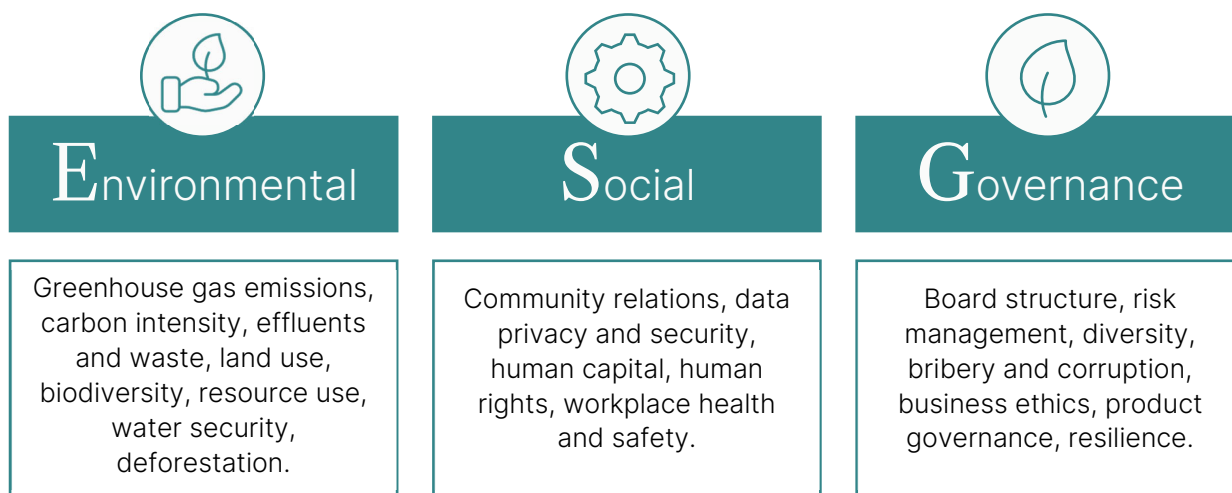 Environmental
Greenhouse gas emissions,
carbon intensity, effluents
and waste, land use,
biodiversity, resource use,
water security,
deforestation.
Social
Community relations, data
privacy and security,
human capital, human
rights, workplace health
and safety.
Governance
Board structure, risk
management, diversity,
bribery and corruption,
business ethics, product
governance, resilience.